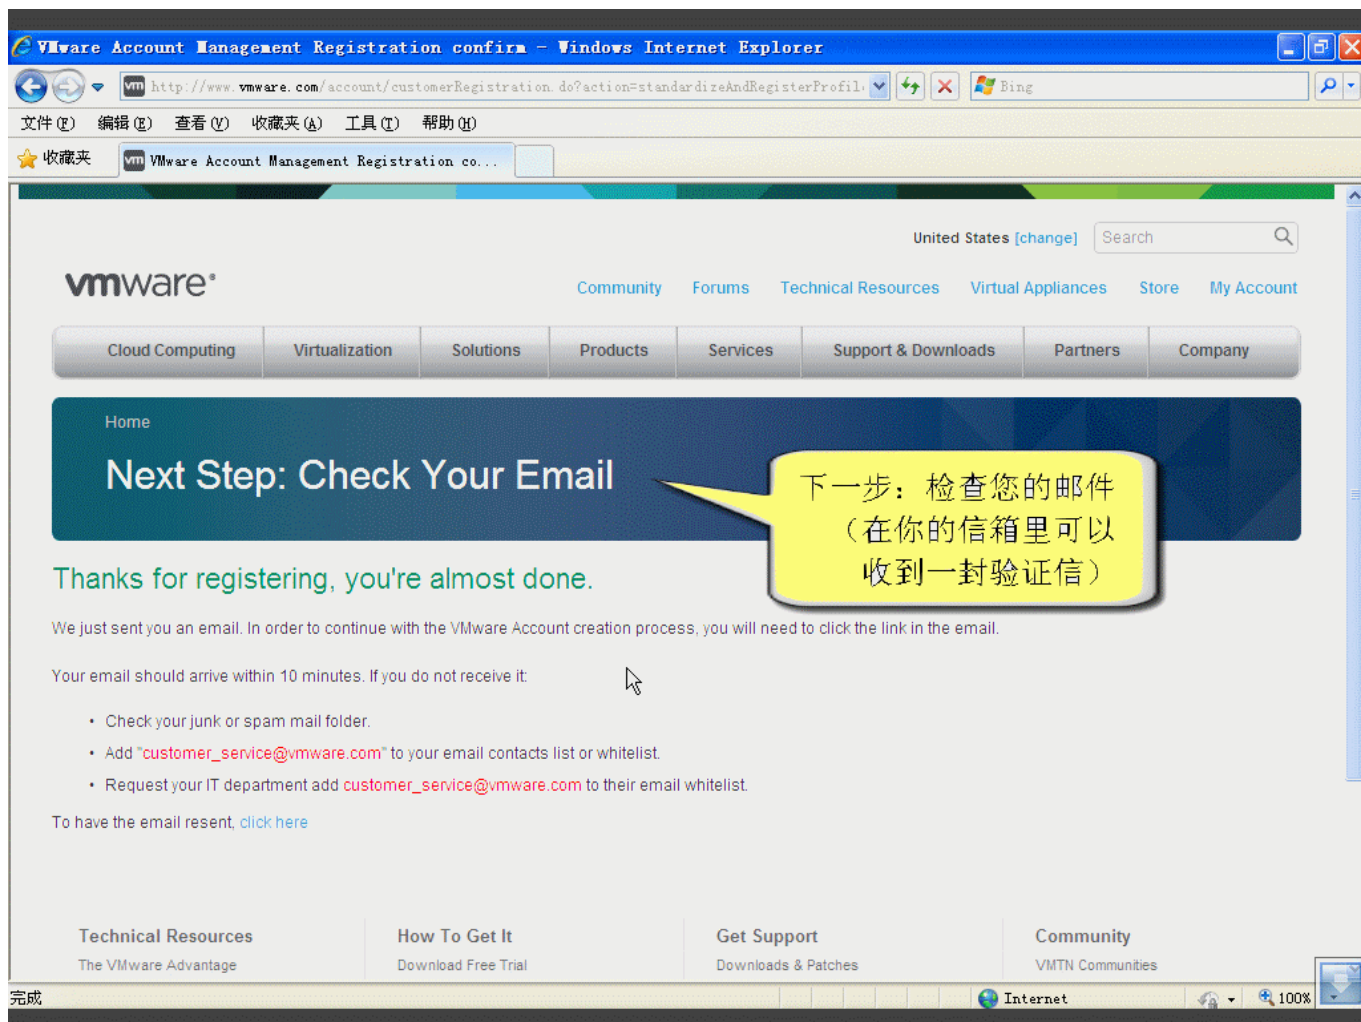 VMware Account Management Registration confirm - Windows Internet Explorer
http://www.vmware.com/account/customerRegistration.do?action=standardizeAndRegisterProfil
Bing
文件(F) 编辑(E) 查看(V) 收藏夹(A) 工具(T) 帮助(H)
收藏夹
vm VMware Account Management Registration co...
United States [change] Search
vmware®
Community Forums Technical Resources Virtual Appliances Store My Account
Cloud Computing Virtualization Solutions Products Services Support & Downloads Partners Company
Home
Next Step: Check Your Email
下一步：检查您的邮件
（在你的信箱里可以
收到一封验证信）
Thanks for registering, you're almost done.
We just sent you an email. In order to continue with the VMware Account creation process, you will need to click the link in the email.
Your email should arrive within 10 minutes. If you do not receive it:
• Check your junk or spam mail folder.
• Add "customer_service@vmware.com" to your email contacts list or whitelist.
• Request your IT department add customer_service@vmware.com to their email whitelist.
To have the email resent, click here
Technical Resources How To Get It Get Support Community
The VMware Advantage Download Free Trial Downloads & Patches VMTN Communities
完成 Internet 100%